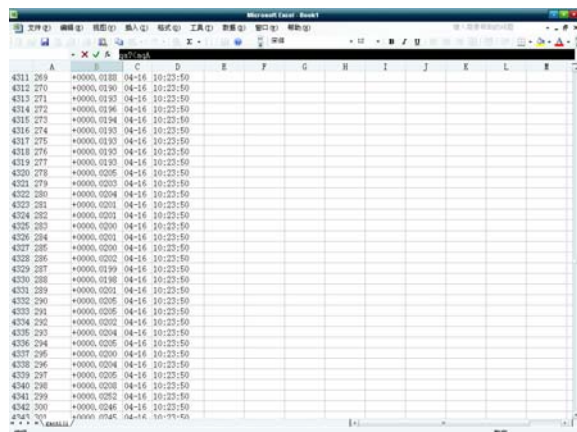 Microsoft Excel - Book1
文件(F) 编辑(E) 视图(V) 插入(I) 格式(O) 工具(T) 数据(D) 窗口(W) 帮助(H)
宋体 12 B I U
A B C D E F G H I J K L M
4311 269 +0000,0188 04-16 10:23:50
4312 270 +0000,0190 04-16 10:23:50
4313 271 +0000,0193 04-16 10:23:50
4314 272 +0000,0196 04-16 10:23:50
4315 273 +0000,0194 04-16 10:23:50
4316 274 +0000,0193 04-16 10:23:50
4317 275 +0000,0193 04-16 10:23:50
4318 276 +0000,0193 04-16 10:23:50
4319 277 +0000,0193 04-16 10:23:50
4320 278 +0000,0205 04-16 10:23:50
4321 279 +0000,0203 04-16 10:23:50
4322 280 +0000,0204 04-16 10:23:50
4323 281 +0000,0201 04-16 10:23:50
4324 282 +0000,0201 04-16 10:23:50
4325 283 +0000,0200 04-16 10:23:50
4326 284 +0000,0201 04-16 10:23:50
4327 285 +0000,0200 04-16 10:23:50
4328 286 +0000,0202 04-16 10:23:50
4329 287 +0000,0199 04-16 10:23:50
4330 288 +0000,0198 04-16 10:23:50
4331 289 +0000,0201 04-16 10:23:50
4332 290 +0000,0205 04-16 10:23:50
4333 291 +0000,0205 04-16 10:23:50
4334 292 +0000,0202 04-16 10:23:50
4335 293 +0000,0204 04-16 10:23:50
4336 294 +0000,0205 04-16 10:23:50
4337 295 +0000,0200 04-16 10:23:50
4338 296 +0000,0204 04-16 10:23:50
4339 297 +0000,0205 04-16 10:23:50
4340 298 +0000,0208 04-16 10:23:50
4341 299 +0000,0252 04-16 10:23:50
4342 300 +0000,0246 04-16 10:23:50
4343 301 +0000,0245 04-16 10:23:50